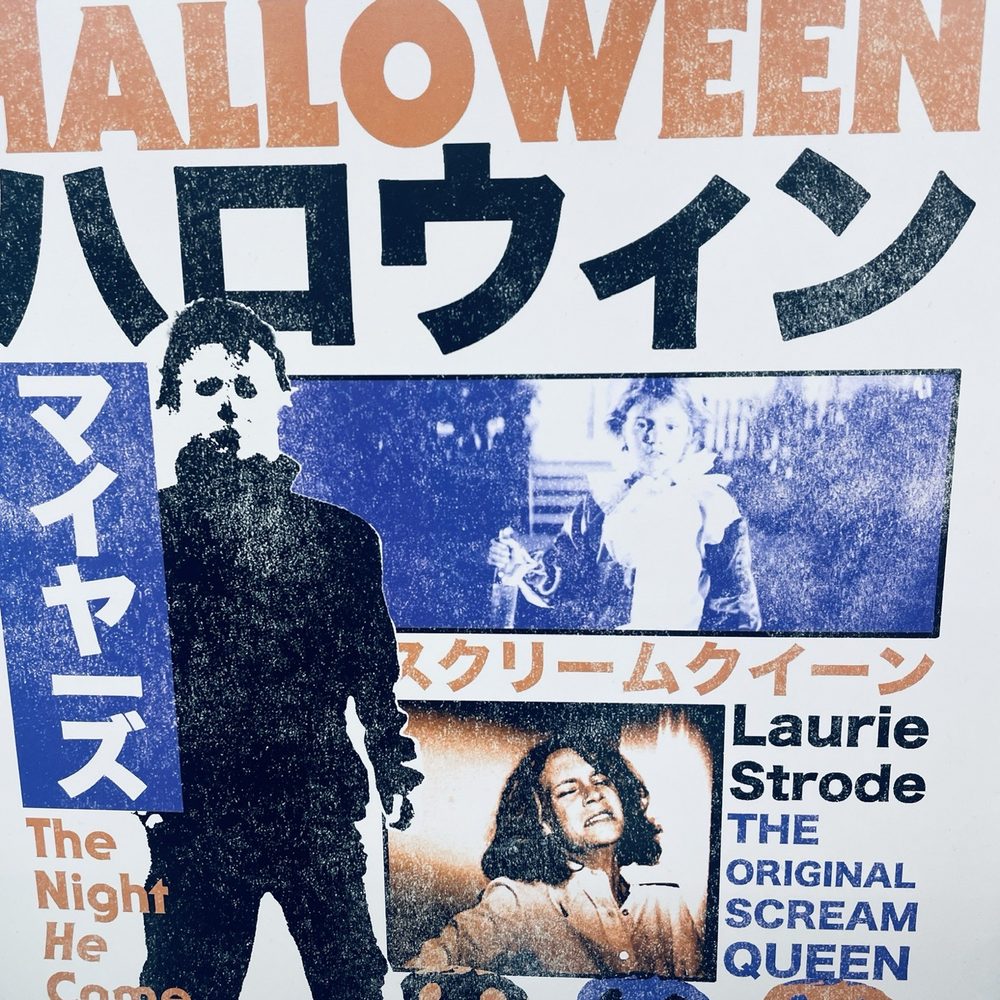 HALLOWEEN
ハロウィン
マイヤーズ
スクリームクイーン
Laurie
Strode
THE
ORIGINAL
SCREAM
QUEEN
The
Night
He
Came